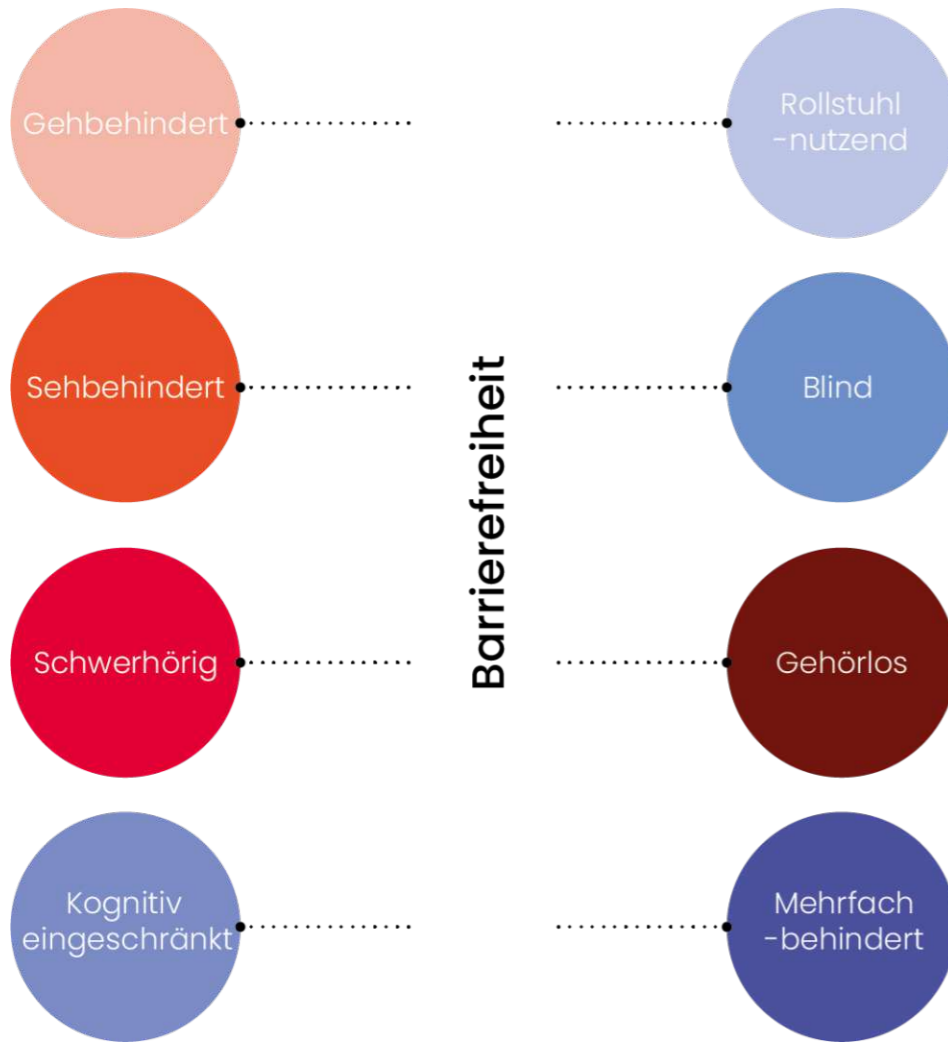 Gehbehindert
Rollstuhl
-nutzend
Sehbehindert
Blind
Barrierefreiheit
Schwerhörig
Gehörlos
Kognitiv
eingeschränkt
Mehrfach
-behindert